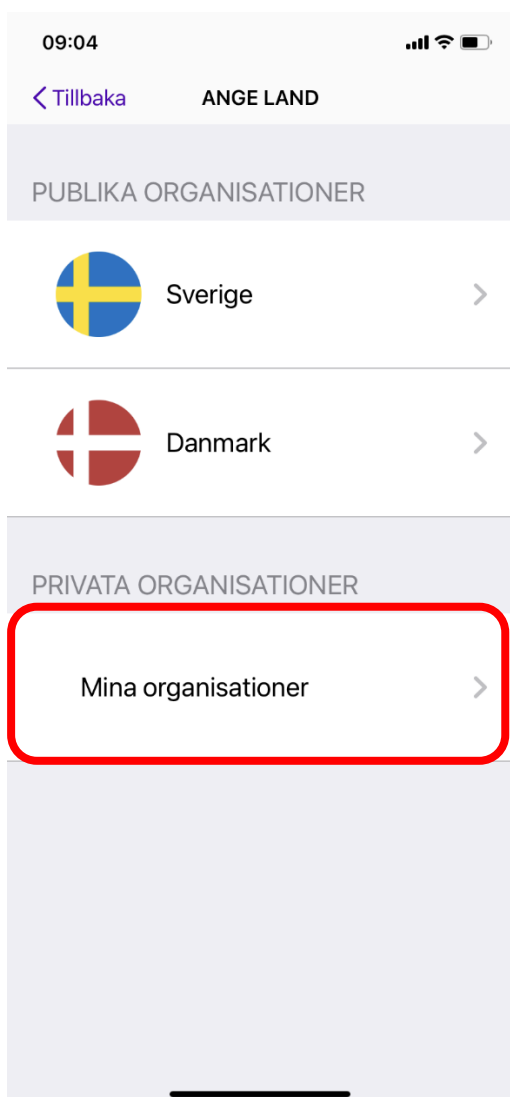 09:04
Tillbaka ANGE LAND
PUBLIKA ORGANISATIONER
Sverige
Danmark
PRIVATA ORGANISATIONER
Mina organisationer